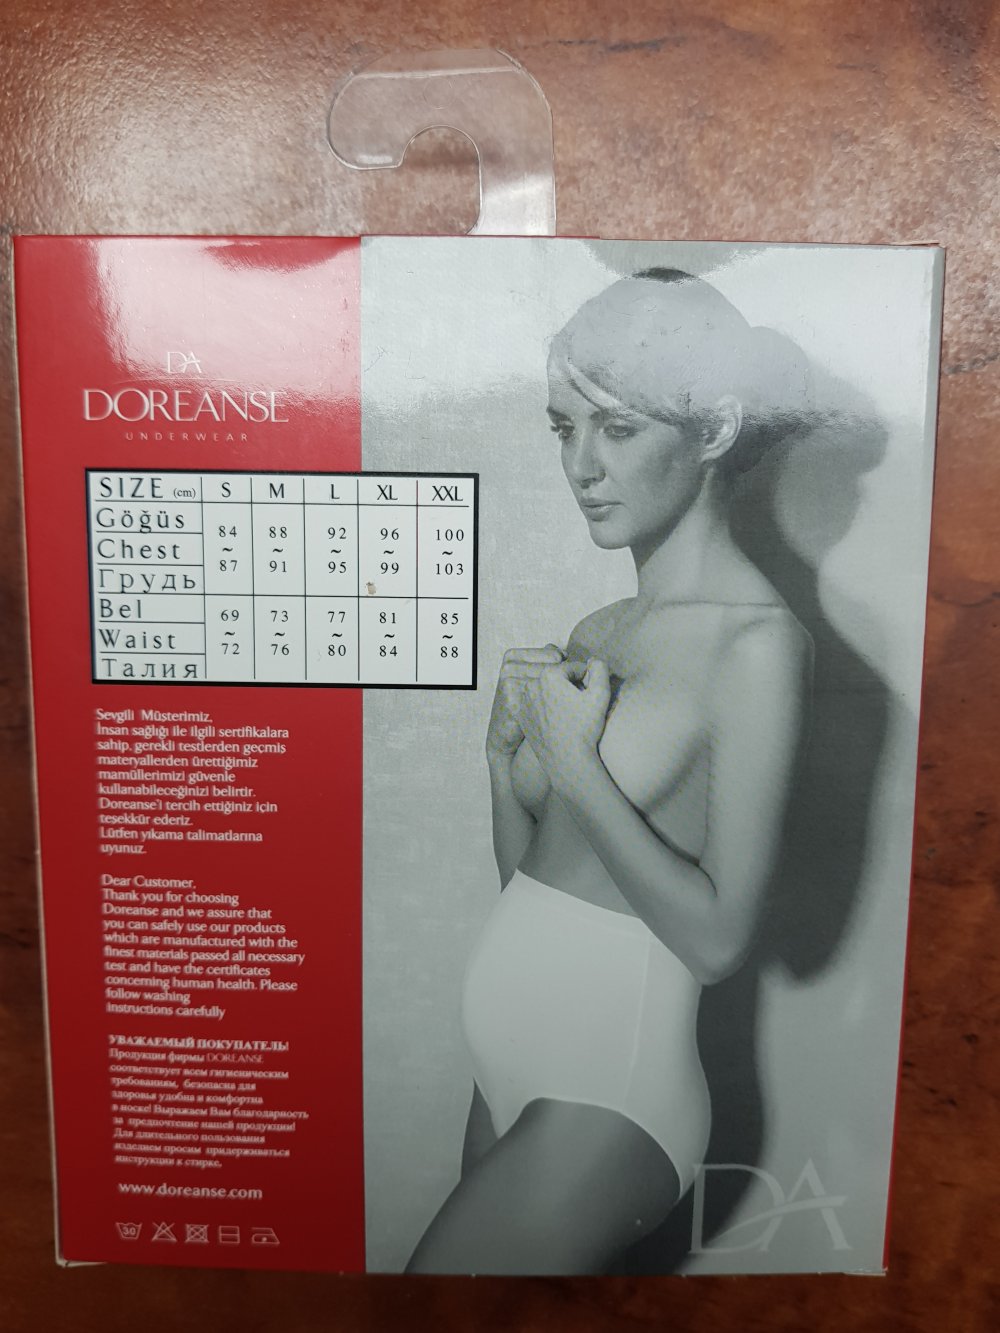 DA
DOREANSE
UNDERWEAR
SIZE (cm) S M L XL XXL
Göğüs
Chest
Грудь
84 ~ 87 88 ~ 91 92 ~ 95 96 ~ 99 100 ~ 103
Bel
Waist
Талия
69 ~ 72 73 ~ 76 77 ~ 80 81 ~ 84 85 ~ 88
Sevgili Müşterimiz,
İnsan sağlığı ile ilgili sertifikalara
sahip, gerekli testlerden geçmiş
materyallerden ürettiğimiz
mamüllerimizi güvenle
kullanabileceğinizi belirtir.
Doreanse'i tercih ettiğiniz için
teşekkür ederiz.
Lütfen yıkama talimatlarına
uyunuz.
Dear Customer,
Thank you for choosing
Doreanse and we assure that
you can safely use our products
which are manufactured with the
finest materials passed all necessary
test and have the certificates
concerning human health. Please
follow washing
instructions carefully
УВАЖАЕМЫЙ ПОКУПАТЕЛЬ!
Продукция фирмы DOREANSE
соответствует всем гигиеническим
требованиям, безопасна для
здоровья удобна и комфортна
в носке! Выражаем Вам благодарность
за предпочтение нашей продукции!
Для длительного пользования
изделием просим придерживаться
инструкции к стирке.
www.doreanse.com
30
DA